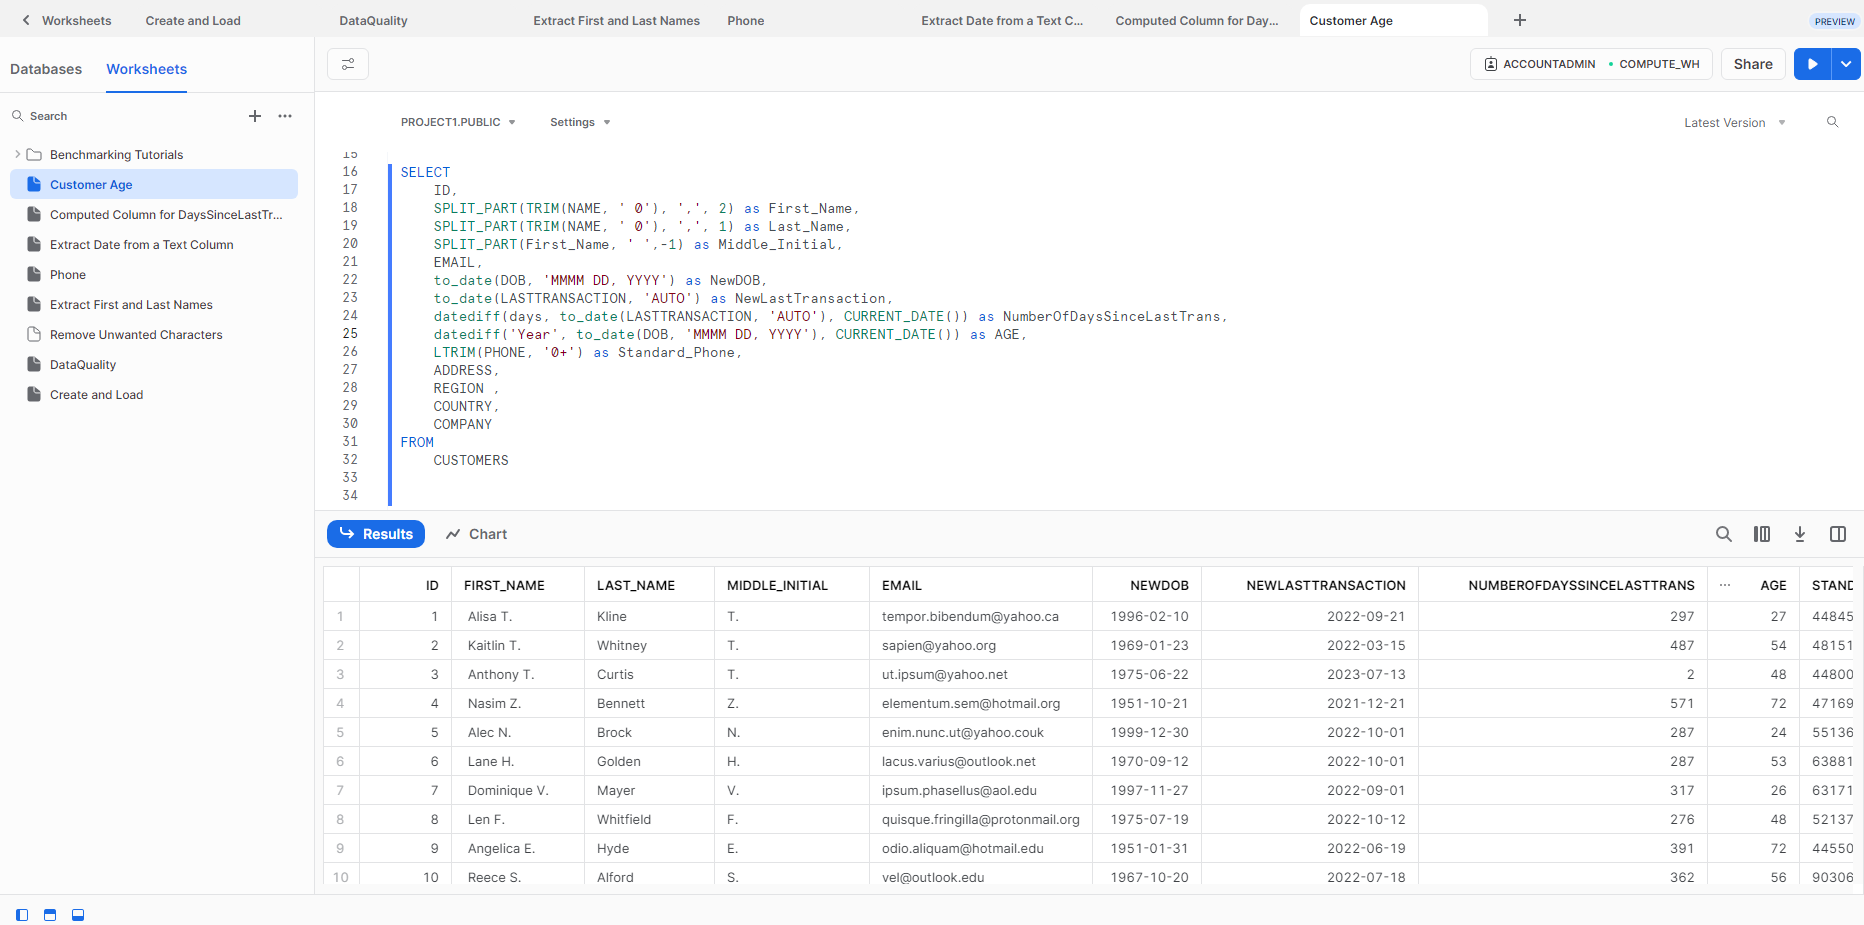 Worksheets Create and Load DataQuality Extract First and Last Names Phone Extract Date from a Text C... Computed Column for Day... Customer Age PREVIEW
Databases Worksheets
ACCOUNTADMIN COMPUTE_WH Share
Search
Benchmarking Tutorials
Customer Age
Computed Column for DaysSinceLastTr...
Extract Date from a Text Column
Phone
Extract First and Last Names
Remove Unwanted Characters
DataQuality
Create and Load
PROJECT1.PUBLIC Settings Latest Version
15
16 SELECT
17 ID,
18 SPLIT_PART(TRIM(NAME, ' 0'), ',', 2) as First_Name,
19 SPLIT_PART(TRIM(NAME, ' 0'), ',', 1) as Last_Name,
20 SPLIT_PART(First_Name, ' ',-1) as Middle_Initial,
21 EMAIL,
22 to_date(DOB, 'MMMM DD, YYYY') as NewDOB,
23 to_date(LASTTRANSACTION, 'AUTO') as NewLastTransaction,
24 datediff(days, to_date(LASTTRANSACTION, 'AUTO'), CURRENT_DATE()) as NumberOfDaysSinceLastTrans,
25 datediff('Year', to_date(DOB, 'MMMM DD, YYYY'), CURRENT_DATE()) as AGE,
26 LTRIM(PHONE, '0+') as Standard_Phone,
27 ADDRESS,
28 REGION ,
29 COUNTRY,
30 COMPANY
31 FROM
32 CUSTOMERS
33
34
Results Chart
ID FIRST_NAME LAST_NAME MIDDLE_INITIAL EMAIL NEWDOB NEWLASTTRANSACTION NUMBEROFDAYSSINCELASTTRANS ... AGE STAND
1 1 Alisa T. Kline T. tempor.bibendum@yahoo.ca 1996-02-10 2022-09-21 297 27 44845
2 2 Kaitlin T. Whitney T. sapien@yahoo.org 1969-01-23 2022-03-15 487 54 48151
3 3 Anthony T. Curtis T. ut.ipsum@yahoo.net 1975-06-22 2023-07-13 2 48 44800
4 4 Nasim Z. Bennett Z. elementum.sem@hotmail.org 1951-10-21 2021-12-21 571 72 47169
5 5 Alec N. Brock N. enim.nunc.ut@yahoo.couk 1999-12-30 2022-10-01 287 24 55136
6 6 Lane H. Golden H. lacus.varius@outlook.net 1970-09-12 2022-10-01 287 53 63881
7 7 Dominique V. Mayer V. ipsum.phasellus@aol.edu 1997-11-27 2022-09-01 317 26 63171
8 8 Len F. Whitfield F. quisque.fringilla@protonmail.org 1975-07-19 2022-10-12 276 48 52137
9 9 Angelica E. Hyde E. odio.aliquam@hotmail.edu 1951-01-31 2022-06-19 391 72 44550
10 10 Reece S. Alford S. vel@outlook.edu 1967-10-20 2022-07-18 362 56 90306